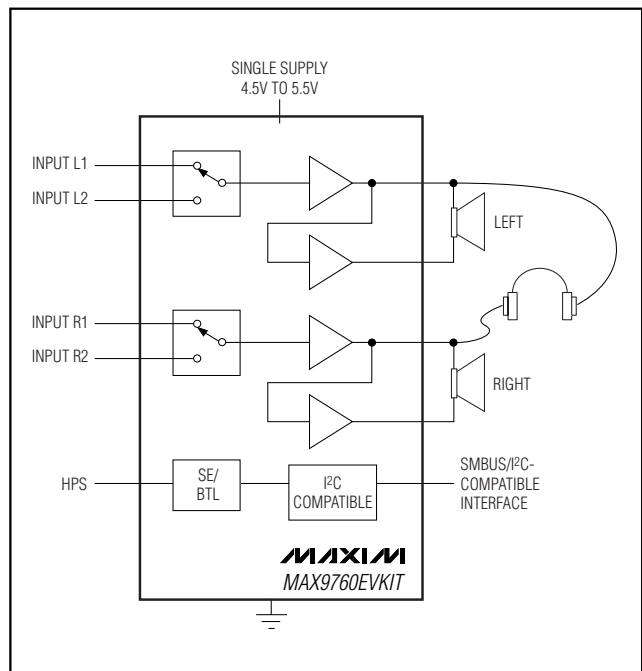 SINGLE SUPPLY
4.5V TO 5.5V
INPUT L1
INPUT L2
LEFT
INPUT R1
INPUT R2
RIGHT
HPS
SE/
BTL
I²C
COMPATIBLE
SMBUS/I²C-
COMPATIBLE
INTERFACE
MAXIM
MAX9760EVKIT